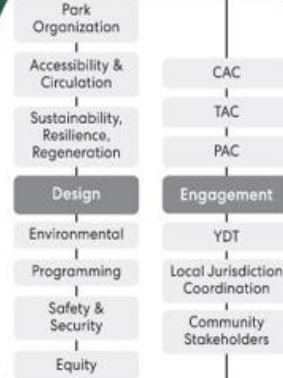 Park
Organization
Accessibility &
Circulation
Sustainability,
Resilience,
Regeneration
Design
Environmental
Programming
Safety &
Security
Equity
CAC
TAC
PAC
Engagement
YDT
Local Jurisdiction
Coordination
Community
Stakeholders